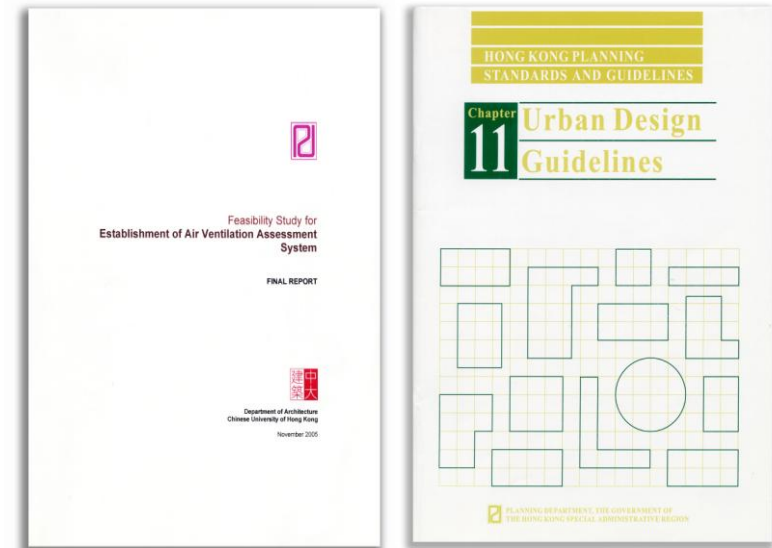 Feasibility Study for
Establishment of Air Ventilation Assessment
System
FINAL REPORT
建中
築大
Department of Architecture
Chinese University of Hong Kong
November 2005
HONG KONG PLANNING
STANDARDS AND GUIDELINES
Chapter
11
Urban Design
Guidelines
PLANNING DEPARTMENT, THE GOVERNMENT OF
THE HONG KONG SPECIAL ADMINISTRATIVE REGION